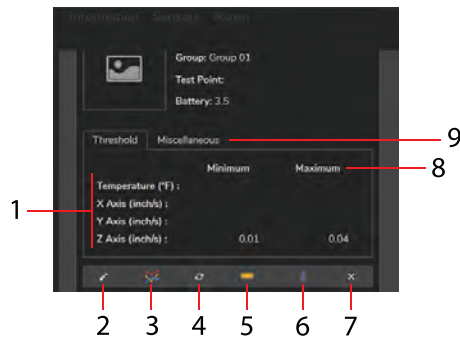 Information Sensors Admin
Group: Group 01
Test Point:
Battery: 3.5
Threshold Miscellaneous 9
Minimum Maximum 8
Temperature (°F) :
X Axis (inch/s) :
1
Y Axis (inch/s) :
Z Axis (inch/s) : 0.01 0.04
2 3 4 5 6 7